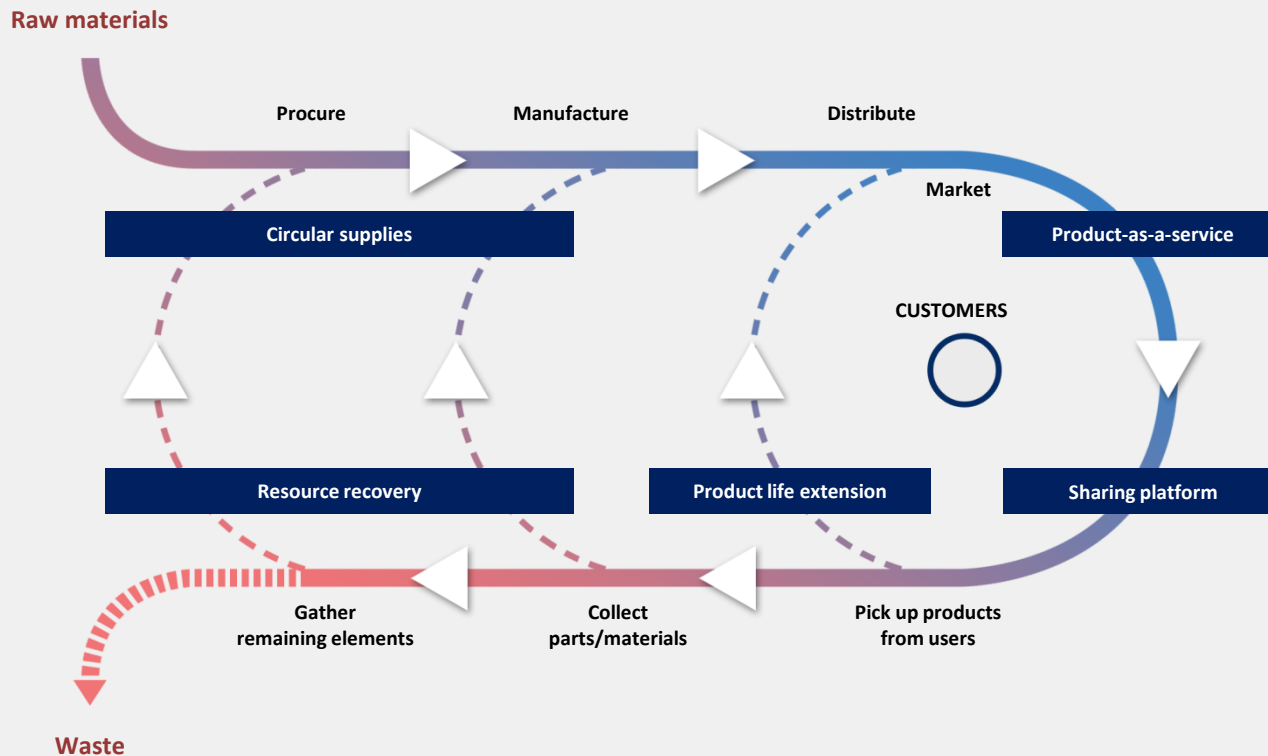 Raw materials
Procure
Manufacture
Distribute
Market
Circular supplies
Product-as-a-service
CUSTOMERS
Resource recovery
Product life extension
Sharing platform
Gather
remaining elements
Collect
parts/materials
Pick up products
from users
Waste